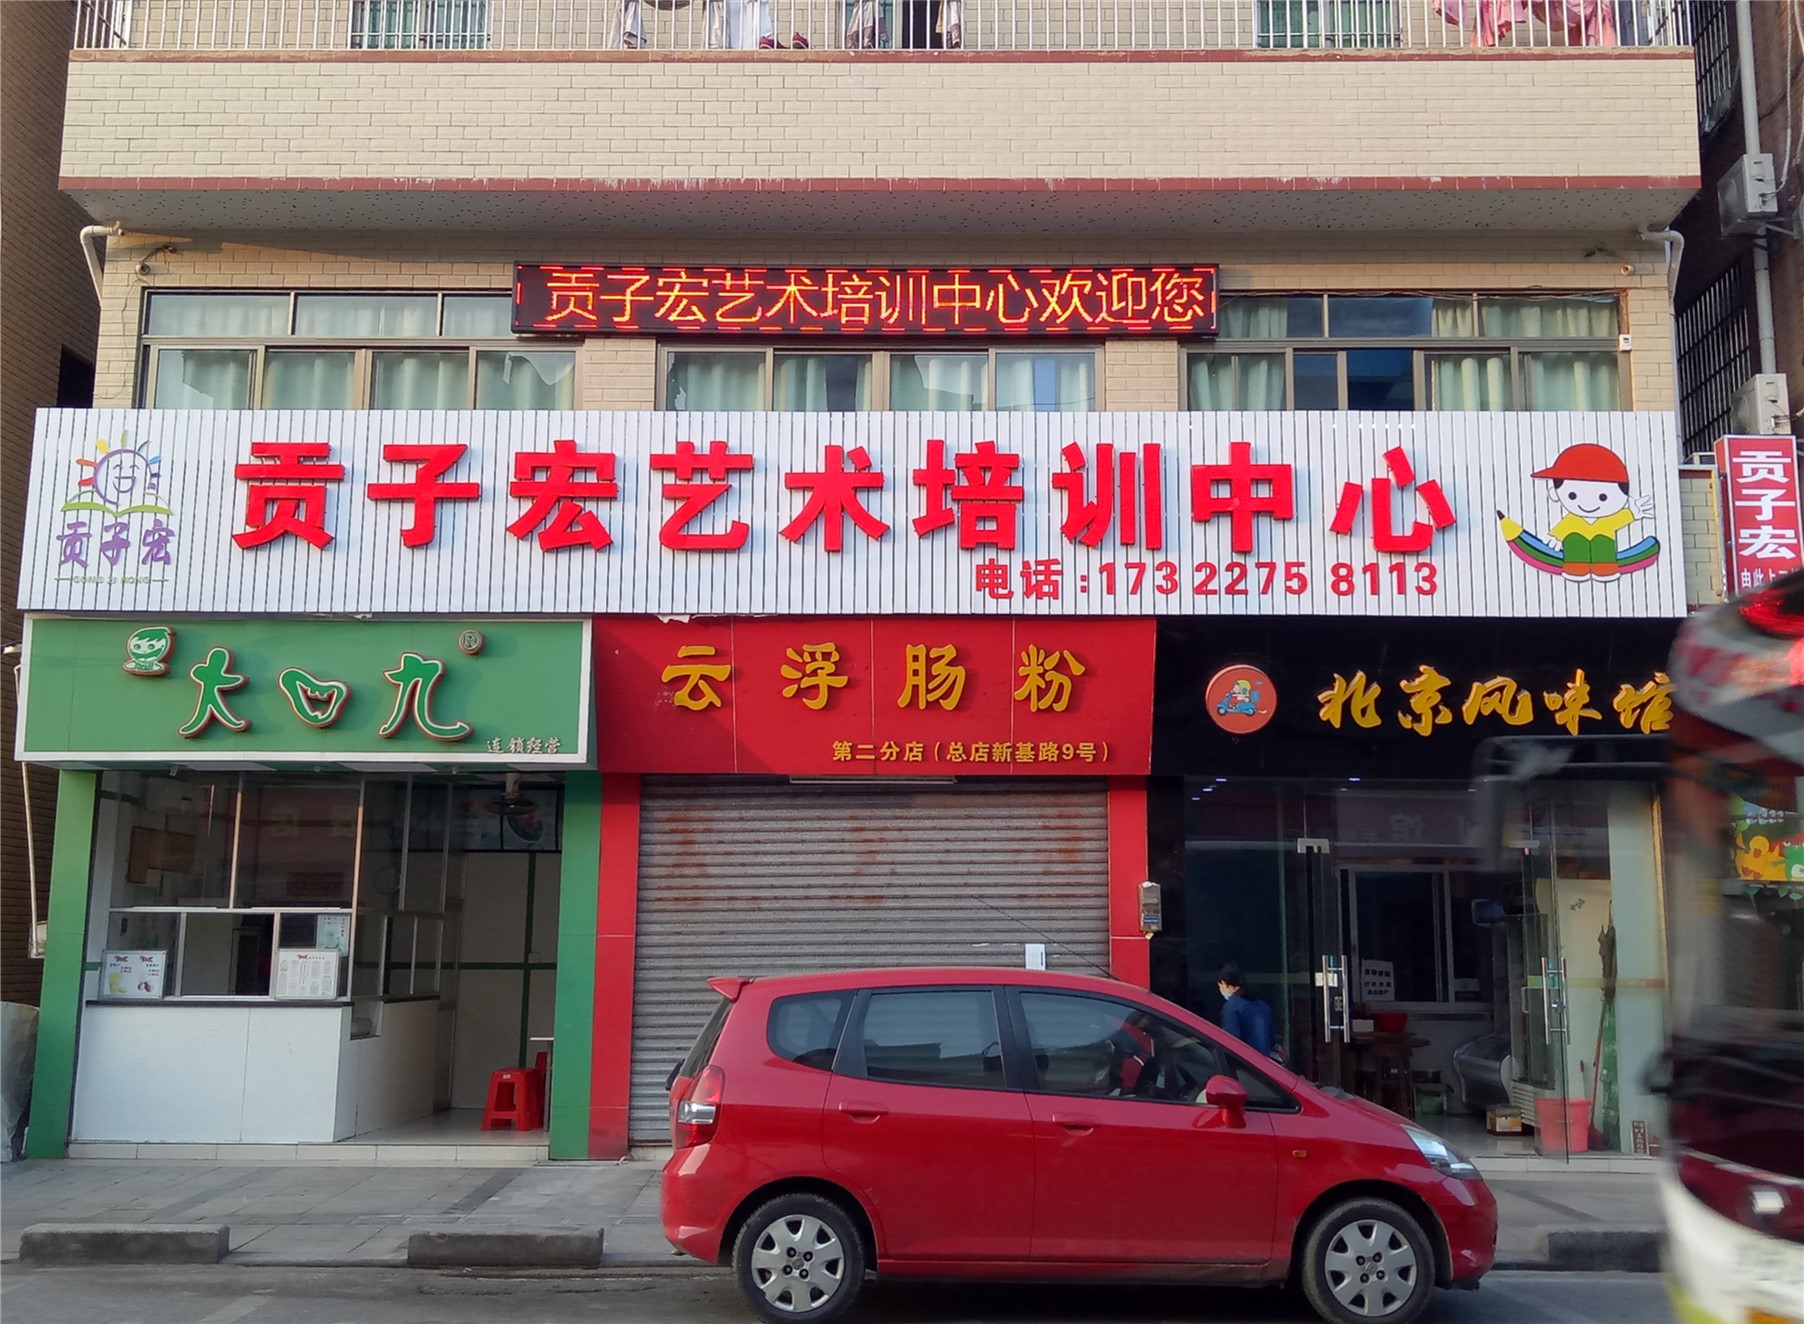 贡子宏艺术培训中心欢迎您
贡子宏艺术培训中心
电话:173 2275 8113
贡子宏
GONG ZI HONG
贡子宏
大口九
®
连锁经营
云浮肠粉
第二分店(总店新基路9号)
北京风味馆